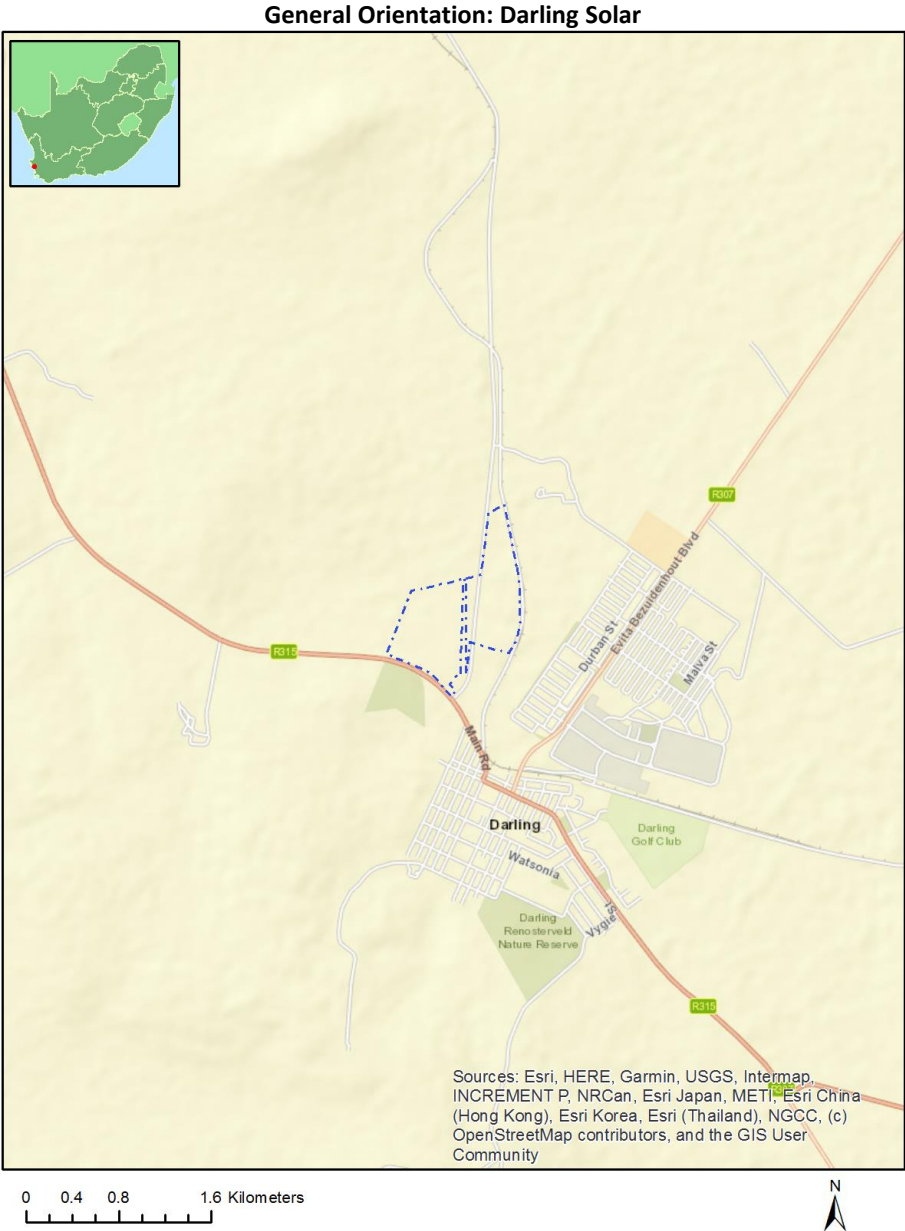 General Orientation: Darling Solar
R307
Evita Bezuidenhout Blvd
Durban St
Malva St
R315
Main Rd
Darling
Darling
Golf Club
Watsonia
Vygie St
Darling
Renosterveld
Nature Reserve
R315
Sources: Esri, HERE, Garmin, USGS, Intermap,
INCREMENT P, NRCan, Esri Japan, METI, Esri China
(Hong Kong), Esri Korea, Esri (Thailand), NGCC, (c)
OpenStreetMap contributors, and the GIS User
Community
0 0.4 0.8 1.6 Kilometers
N